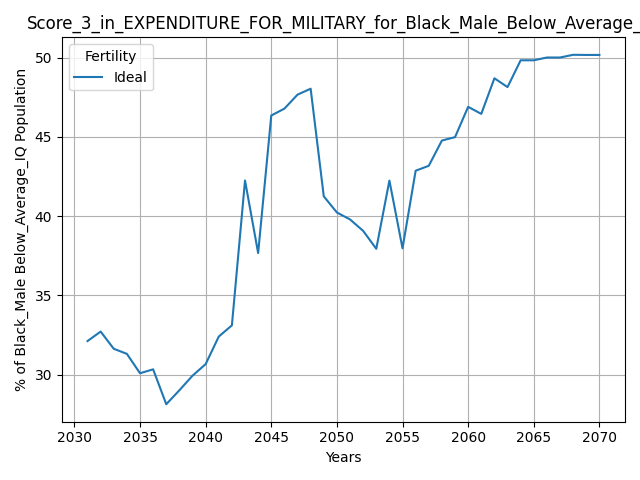 Score_3_in_EXPENDITURE_FOR_MILITARY_for_Black_Male_Below_Average_
Fertility
Ideal
% of Black_Male Below_Average_IQ Population
50
45
40
35
30
2030 2035 2040 2045 2050 2055 2060 2065 2070
Years